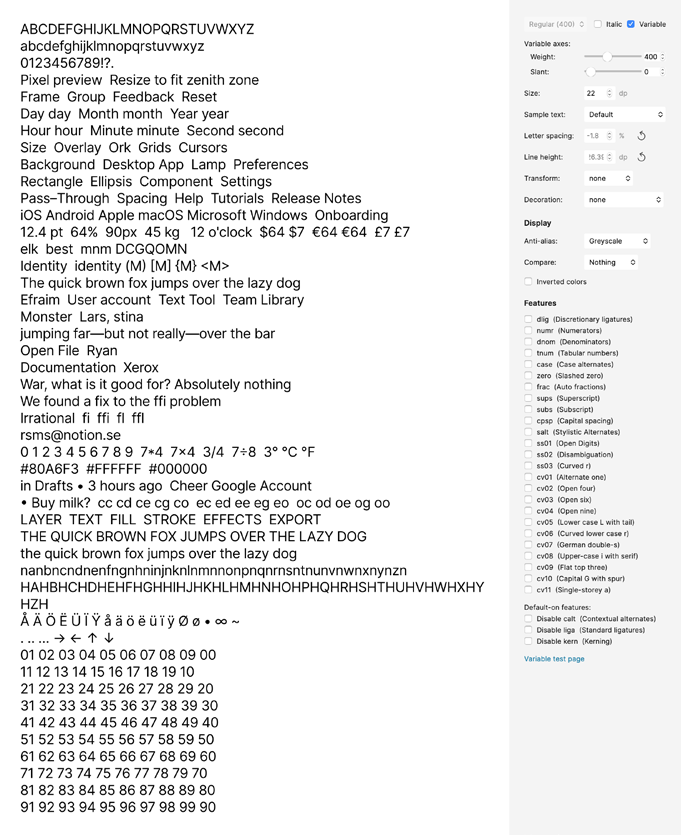 ABCDEFGHIJKLMNOPQRSTUVWXYZ
abcdefghijklmnopqrstuvwxyz
0123456789!?.
Pixel preview  Resize to fit zenith zone
Frame  Group  Feedback  Reset
Day day  Month month  Year year
Hour hour  Minute minute  Second second
Size  Overlay  Ork  Grids  Cursors
Background  Desktop App  Lamp  Preferences
Rectangle  Ellipsis  Component  Settings
Pass–Through  Spacing  Help  Tutorials  Release Notes
iOS Android Apple macOS Microsoft Windows  Onboarding
12.4 pt  64%  90px  45 kg   12 o'clock  $64 $7  €64 €64  £7 £7
elk  best  mnm DCGQOMN
Identity  identity (M) [M] {M} <M>
The quick brown fox jumps over the lazy dog
Efraim  User account  Text Tool  Team Library
Monster  Lars, stina
jumping far—but not really—over the bar
Open File  Ryan
Documentation  Xerox
War, what is it good for? Absolutely nothing
We found a fix to the ffi problem
Irrational  fi  ffi  fl  ffl
rsms@notion.se
0 1 2 3 4 5 6 7 8 9  7*4  7×4  3/4  7÷8  3° °C °F
#80A6F3  #FFFFFF  #000000
in Drafts • 3 hours ago  Cheer Google Account
• Buy milk?  cc cd ce cg co  ec ed ee eg eo  oc od oe og oo
LAYER  TEXT  FILL  STROKE  EFFECTS  EXPORT
THE QUICK BROWN FOX JUMPS OVER THE LAZY DOG
the quick brown fox jumps over the lazy dog
nanbncndnenfngnhninjnknlnmnnonpnqnrnsntnunvnwnxnynzn
HAHBHCHDHEHFHGHHIHJHKHLHMHNHOHPHQHRHSHTHUHVHWHXHY
HZH
Å Ä Ö Ë Ü Ï Ÿ å ä ö ë ü ï ÿ Ø ø • ∞ ~
. .. ... → ← ↑ ↓
01 02 03 04 05 06 07 08 09 00
11 12 13 14 15 16 17 18 19 10
21 22 23 24 25 26 27 28 29 20
31 32 33 34 35 36 37 38 39 30
41 42 43 44 45 46 47 48 49 40
51 52 53 54 55 56 57 58 59 50
61 62 63 64 65 66 67 68 69 60
71 72 73 74 75 76 77 78 79 70
81 82 83 84 85 86 87 88 89 80
91 92 93 94 95 96 97 98 99 90
Regular (400)  Italic  Variable
Variable axes:
Weight:  400
Slant:  0
Size:  22  dp
Sample text:  Default
Letter spacing:  -1.8  %
Line height:  dp
Transform:  none
Decoration:  none
Display
Anti-alias:  Greyscale
Compare:  Nothing
Inverted colors
Features
dlig (Discretionary ligatures)
numr (Numerators)
dnom (Denominators)
tnum (Tabular numbers)
case (Case alternates)
zero (Slashed zero)
frac (Auto fractions)
sups (Superscript)
subs (Subscript)
cpsp (Capital spacing)
salt (Stylistic Alternates)
ss01 (Open Digits)
ss02 (Disambiguation)
ss03 (Curved r)
cv01 (Alternate one)
cv02 (Open four)
cv03 (Open six)
cv04 (Open nine)
cv05 (Lower case L with tail)
cv06 (Curved lower case r)
cv07 (German double-s)
cv08 (Upper-case i with serif)
cv09 (Flat top three)
cv10 (Capital G with spur)
cv11 (Single-storey a)
Default-on features:
Disable calt (Contextual alternates)
Disable liga (Standard ligatures)
Disable kern (Kerning)
Variable test page